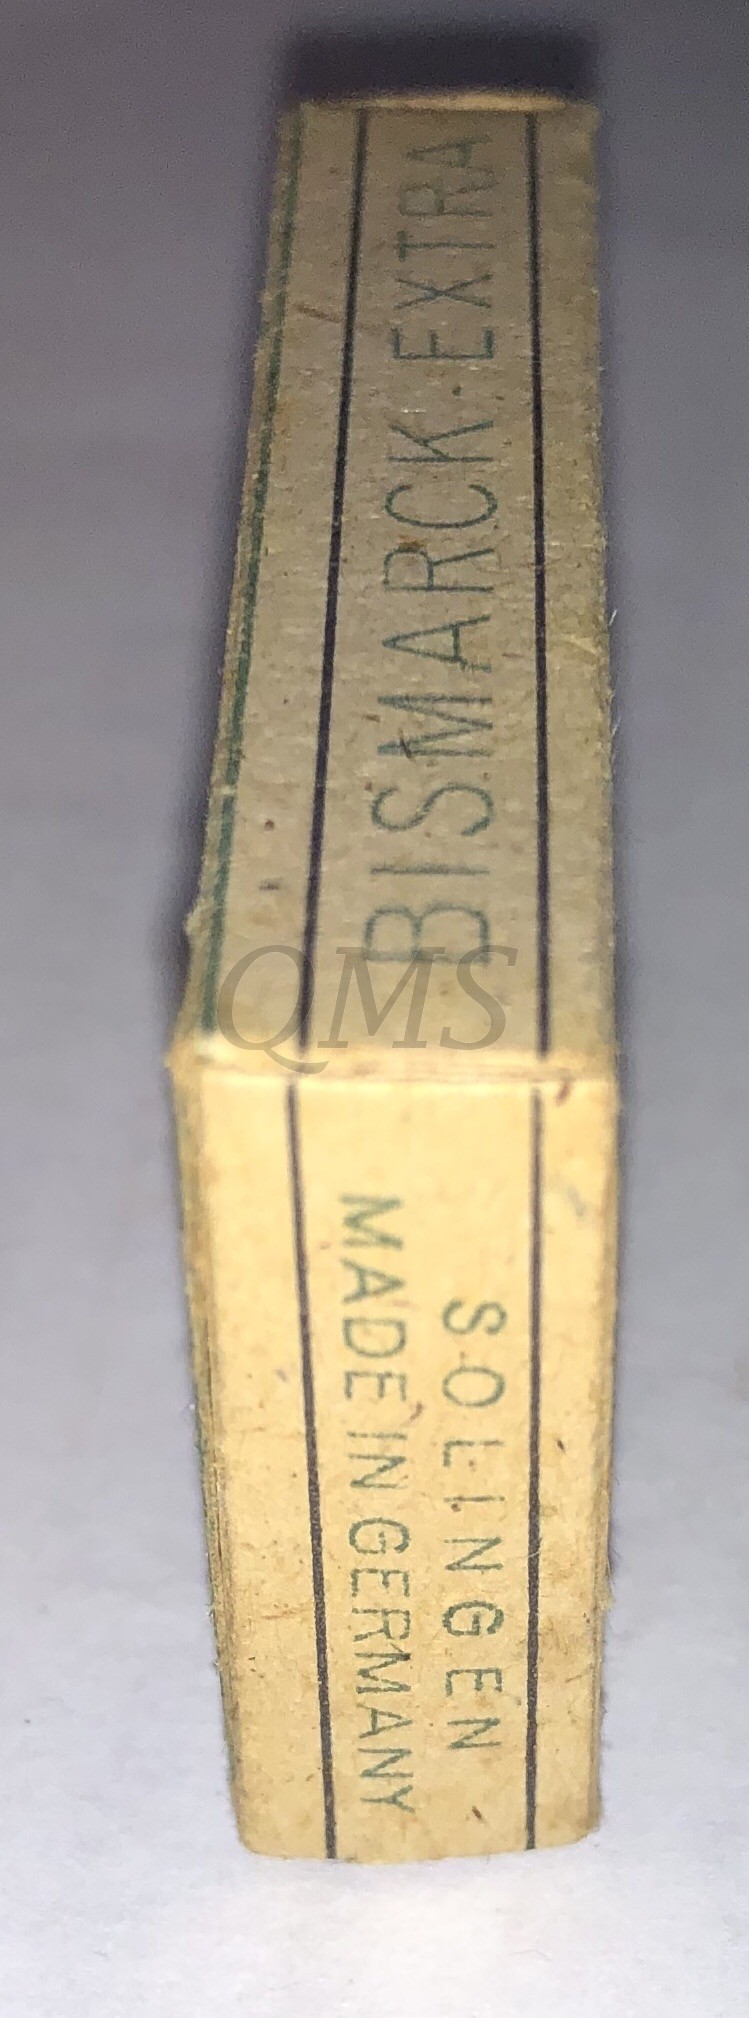 BISMARCK-EXTRA
SOLINGEN
MADE IN GERMANY
QMS